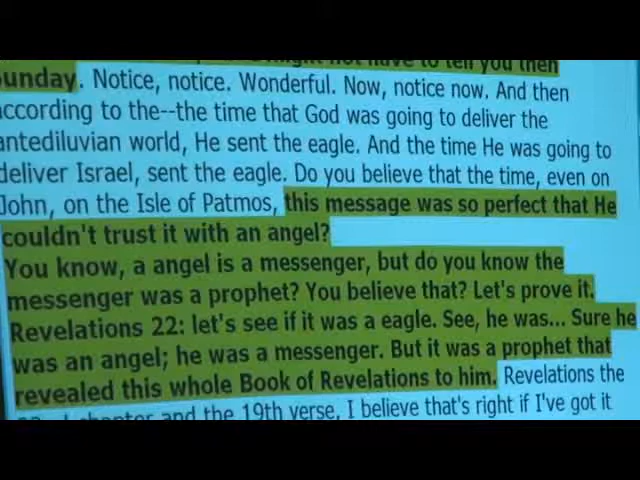 not have to tell you then
Sunday. Notice, notice. Wonderful. Now, notice now. And then
according to the--the time that God was going to deliver the
antediluvian world, He sent the eagle. And the time He was going to
deliver Israel, sent the eagle. Do you believe that the time, even on
John, on the Isle of Patmos, this message was so perfect that He
couldn't trust it with an angel?
You know, a angel is a messenger, but do you know the
messenger was a prophet? You believe that? Let's prove it.
Revelations 22: let's see if it was a eagle. See, he was... Sure he
was an angel; he was a messenger. But it was a prophet that
revealed this whole Book of Revelations to him. Revelations the
chapter and the 19th verse, I believe that's right if I've got it